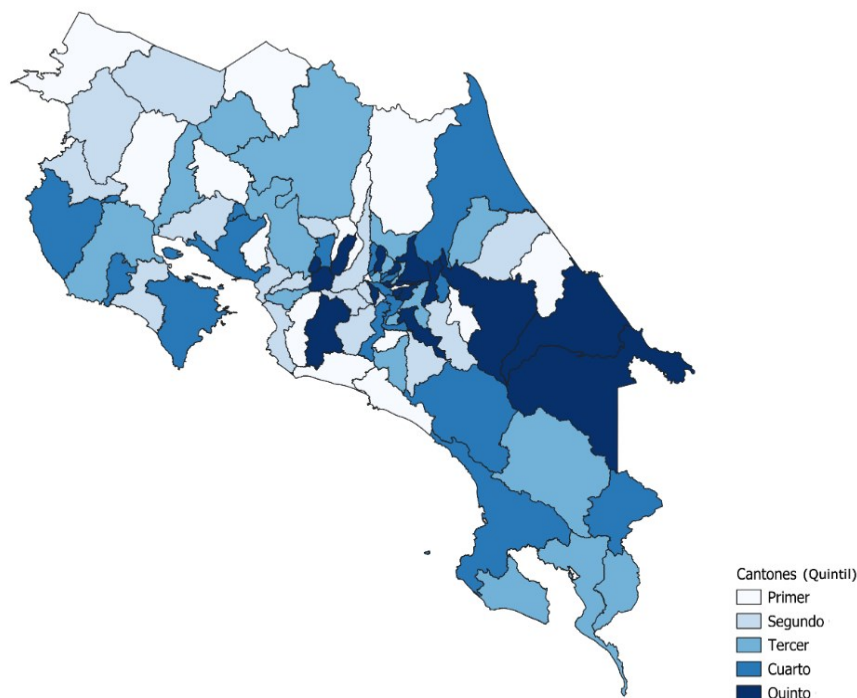 Cantones (Quintil)
Primer
Segundo
Tercer
Cuarto
Quinto